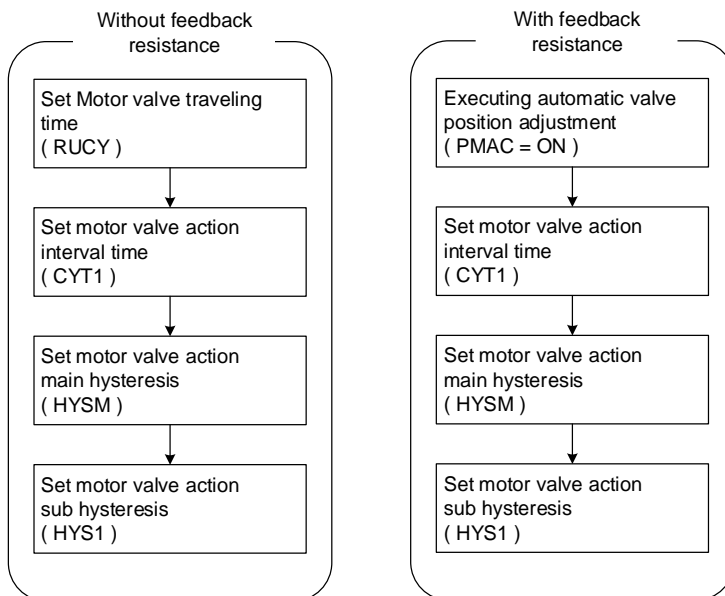 Without feedback
resistance
Set Motor valve traveling
time
( RUCY )
Set motor valve action
interval time
( CYT1 )
Set motor valve action
main hysteresis
( HYSM )
Set motor valve action
sub hysteresis
( HYS1 )
With feedback
resistance
Executing automatic valve
position adjustment
( PMAC = ON )
Set motor valve action
interval time
( CYT1 )
Set motor valve action
main hysteresis
( HYSM )
Set motor valve action
sub hysteresis
( HYS1 )